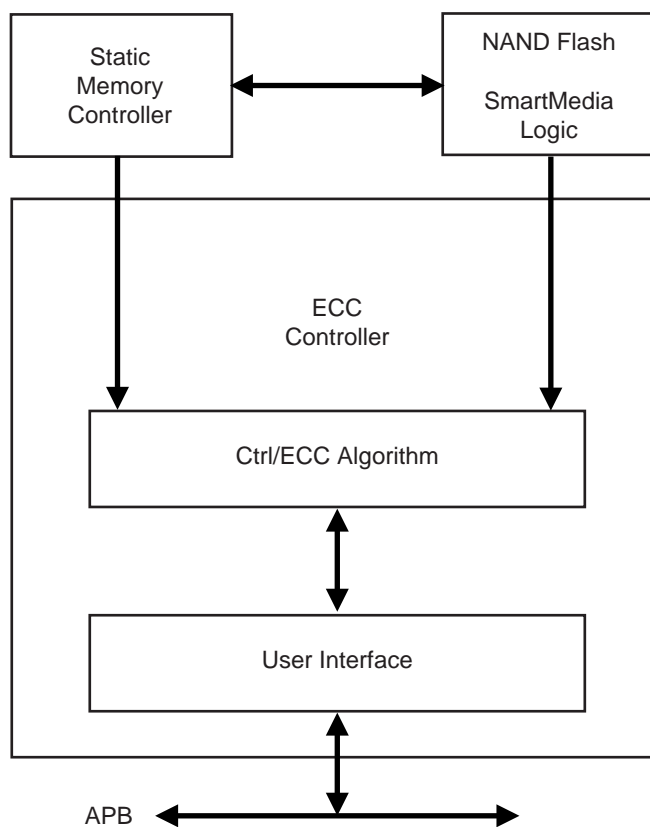 Static
Memory
Controller
NAND Flash
SmartMedia
Logic
ECC
Controller
Ctrl/ECC Algorithm
User Interface
APB